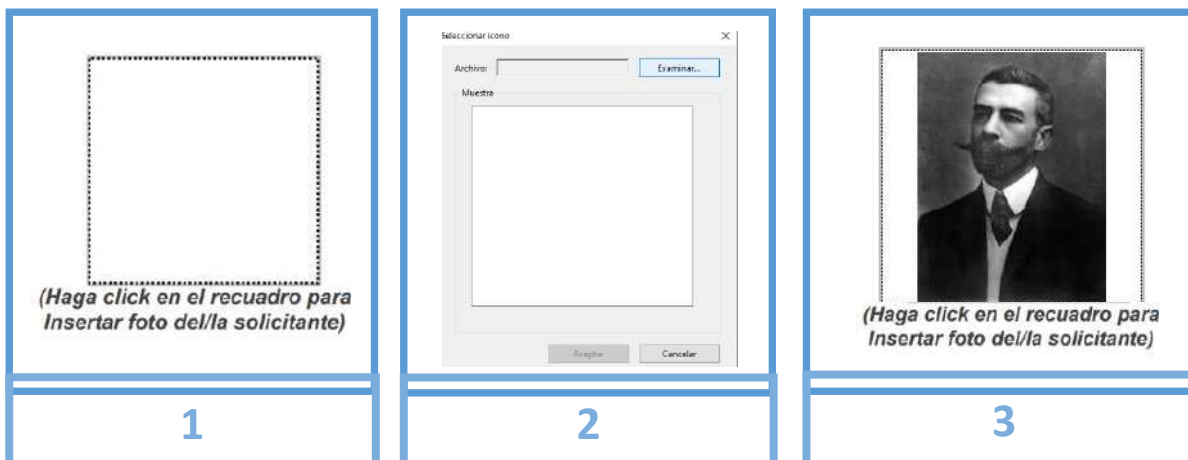 (Haga click en el recuadro para
Insertar foto del/la solicitante)
1
Seleccionar icono
Archivo:
Examinar...
Muestra
Aceptar
Cancelar
2
(Haga click en el recuadro para
Insertar foto del/la solicitante)
3